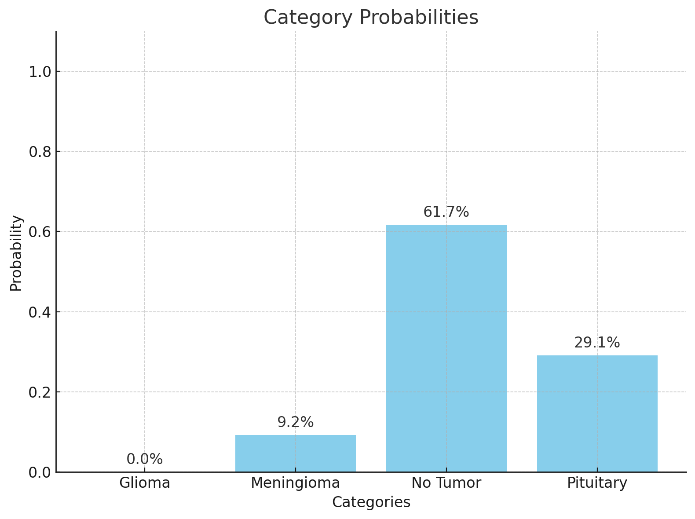 Category Probabilities
Probability
1.0
0.8
0.6
0.4
0.2
0.0
0.0%
9.2%
61.7%
29.1%
Glioma
Meningioma
No Tumor
Pituitary
Categories